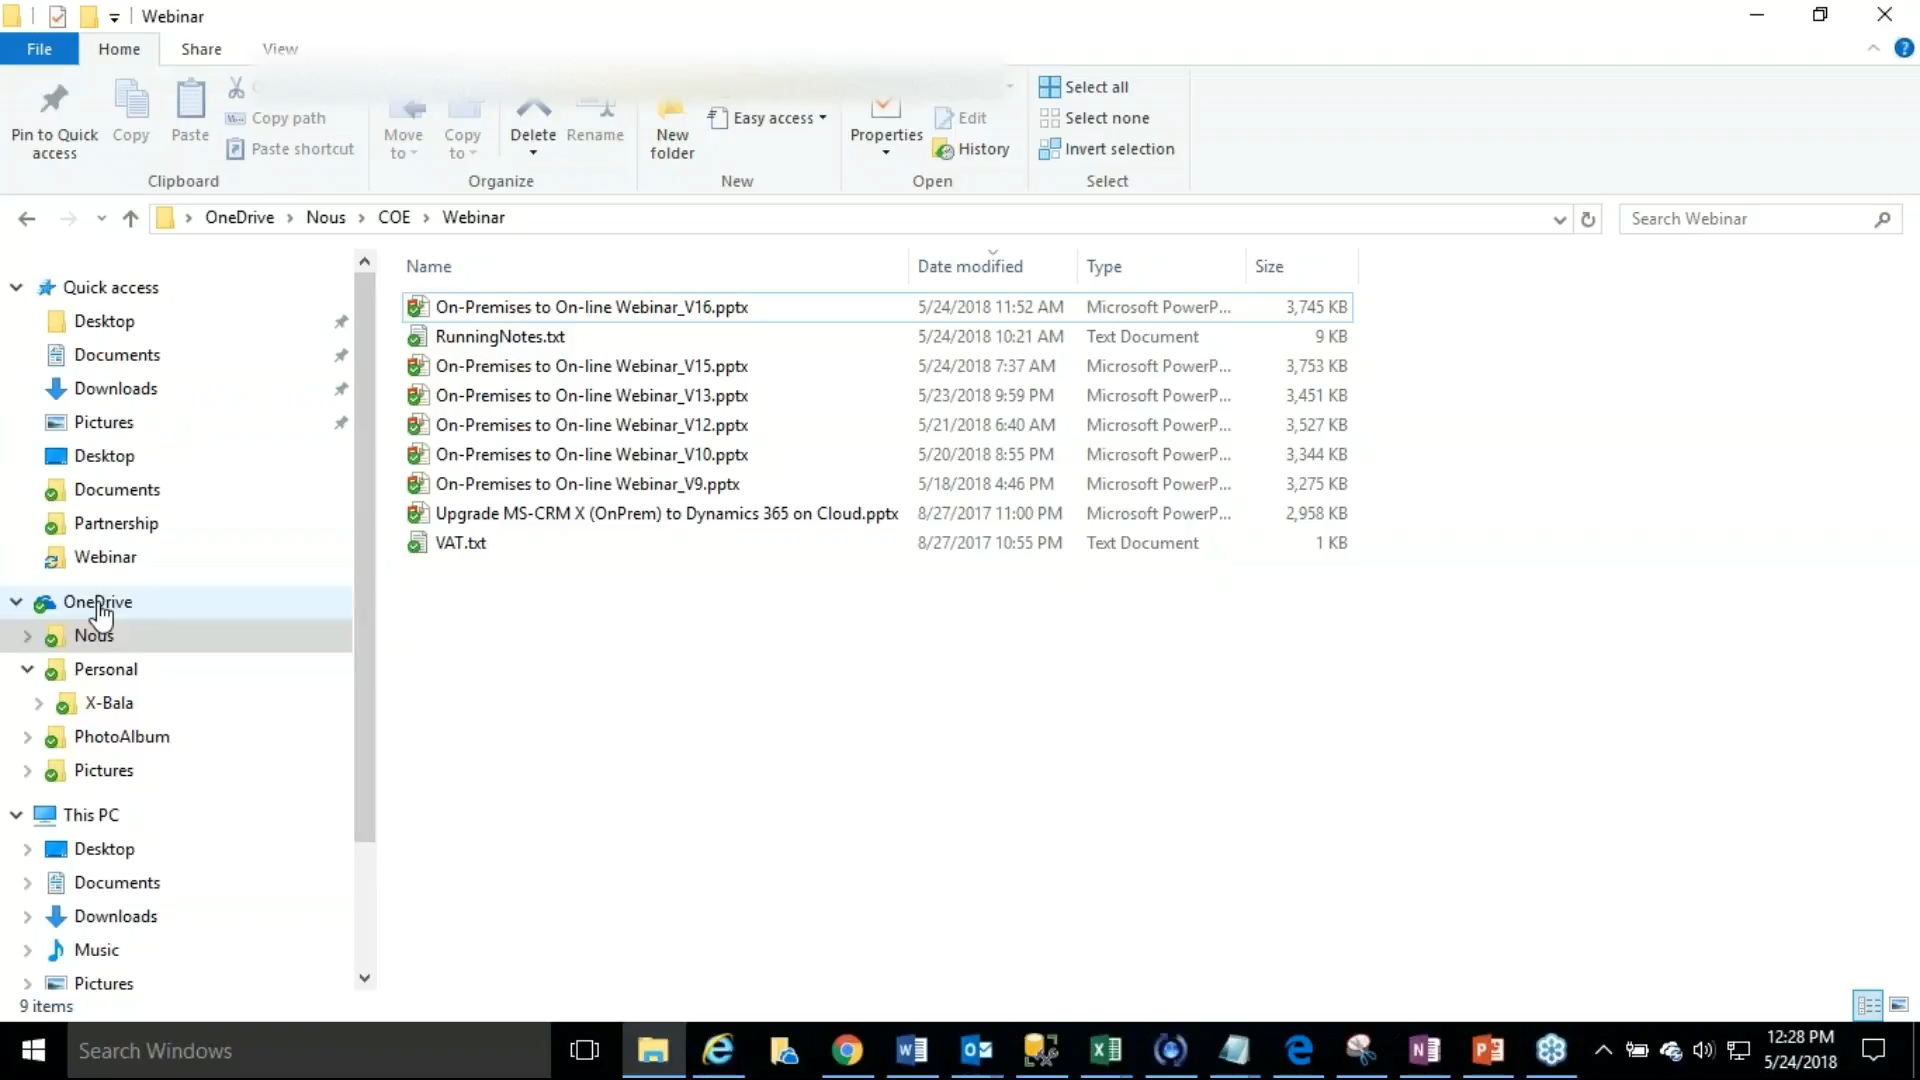 Webinar
File Home Share View
Pin to Quick access
Copy
Paste
Copy path
Paste shortcut
Clipboard
Move to
Copy to
Delete
Rename
Organize
New folder
Easy access
New
Properties
Edit
History
Open
Select all
Select none
Invert selection
Select
OneDrive › Nous › COE › Webinar
Search Webinar
Name Date modified Type Size
On-Premises to On-line Webinar_V16.pptx 5/24/2018 11:52 AM Microsoft PowerP... 3,745 KB
RunningNotes.txt 5/24/2018 10:21 AM Text Document 9 KB
On-Premises to On-line Webinar_V15.pptx 5/24/2018 7:37 AM Microsoft PowerP... 3,753 KB
On-Premises to On-line Webinar_V13.pptx 5/23/2018 9:59 PM Microsoft PowerP... 3,451 KB
On-Premises to On-line Webinar_V12.pptx 5/21/2018 6:40 AM Microsoft PowerP... 3,527 KB
On-Premises to On-line Webinar_V10.pptx 5/20/2018 8:55 PM Microsoft PowerP... 3,344 KB
On-Premises to On-line Webinar_V9.pptx 5/18/2018 4:46 PM Microsoft PowerP... 3,275 KB
Upgrade MS-CRM X (OnPrem) to Dynamics 365 on Cloud.pptx 8/27/2017 11:00 PM Microsoft PowerP... 2,958 KB
VAT.txt 8/27/2017 10:55 PM Text Document 1 KB
Quick access
Desktop
Documents
Downloads
Pictures
Desktop
Documents
Partnership
Webinar
OneDrive
Nous
Personal
X-Bala
PhotoAlbum
Pictures
This PC
Desktop
Documents
Downloads
Music
Pictures
9 items
Search Windows
12:28 PM
5/24/2018